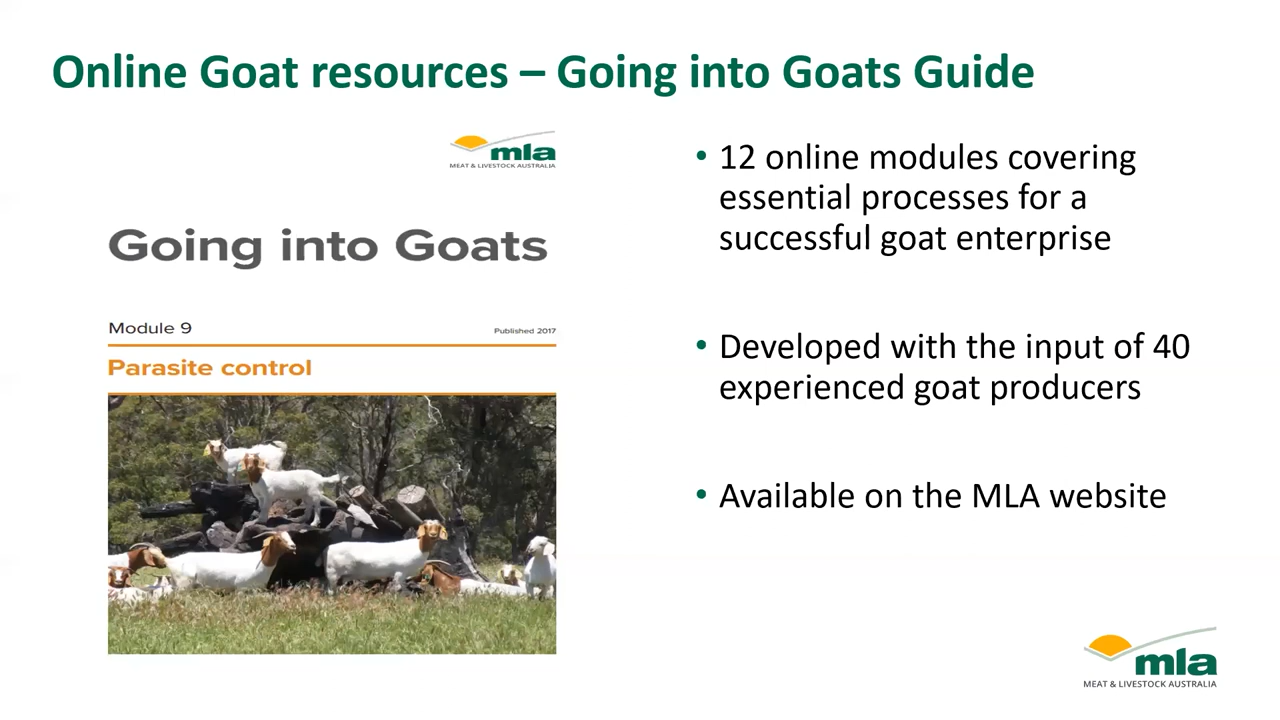 Online Goat resources – Going into Goats Guide
mla
MEAT & LIVESTOCK AUSTRALIA
Going into Goats
Module 9
Published 2017
Parasite control
• 12 online modules covering
essential processes for a
successful goat enterprise
• Developed with the input of 40
experienced goat producers
• Available on the MLA website
mla
MEAT & LIVESTOCK AUSTRALIA